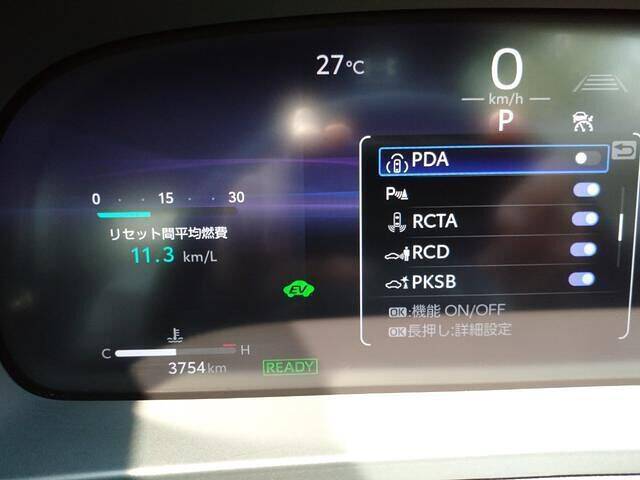 27°C
0
km/h
P
PDA
P
RCTA
RCD
PKSB
OK:機能 ON/OFF
OK長押し:詳細設定
0 15 30
リセット間平均燃費
11.3 km/L
EV
C H
3754km
READY